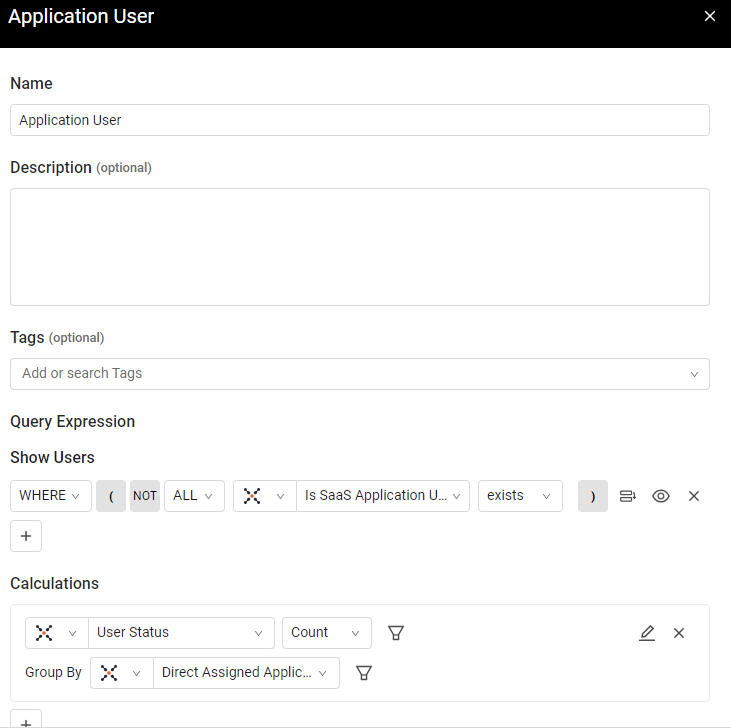 Application User
Name
Application User
Description (optional)
Tags (optional)
Add or search Tags
Query Expression
Show Users
WHERE ( NOT ALL Is SaaS Application U... exists )
Calculations
User Status Count
Group By Direct Assigned Applic...